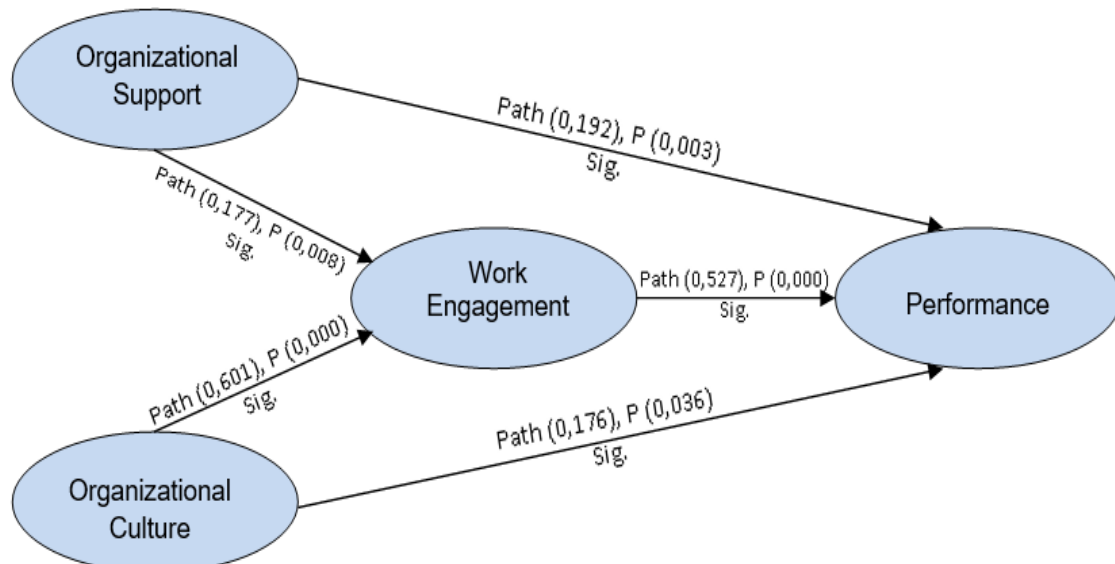 Organizational
Support
Path (0,192), P (0,003)
Sig.
Path (0,177), P (0,008)
Sig.
Work
Engagement
Path (0,527), P (0,000)
Sig.
Performance
Path (0,601), P (0,000)
Sig.
Path (0,176), P (0,036)
Sig.
Organizational
Culture